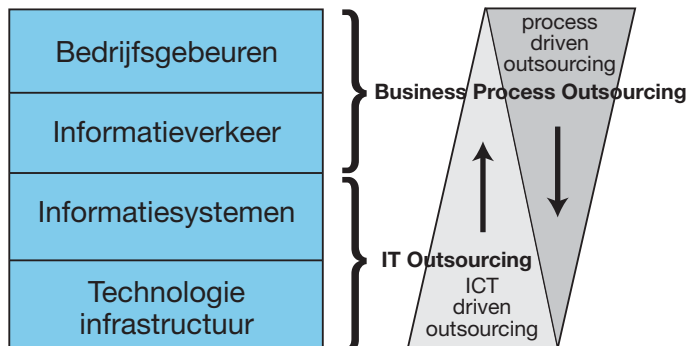 Bedrijfsgebeuren
Informatieverkeer
Informatiesystemen
Technologie
infrastructuur
process
driven
outsourcing
Business Process Outsourcing
IT Outsourcing
ICT
driven
outsourcing